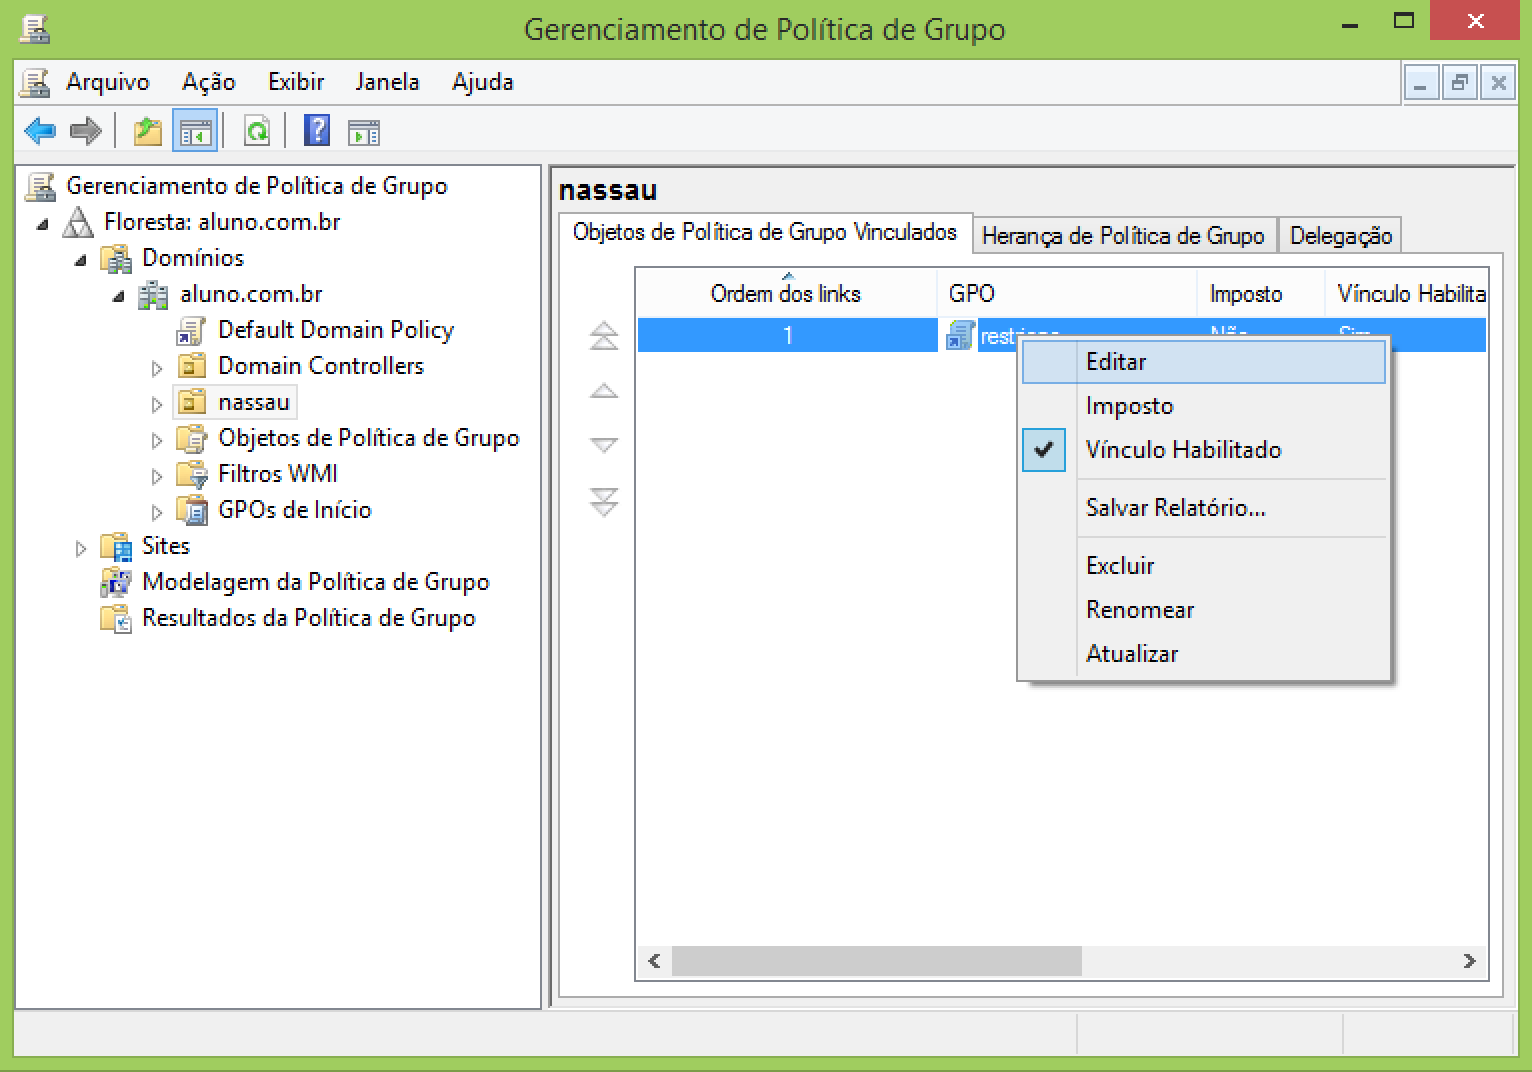 Gerenciamento de Política de Grupo
Arquivo Ação Exibir Janela Ajuda
Gerenciamento de Política de Grupo
Floresta: aluno.com.br
Domínios
aluno.com.br
Default Domain Policy
Domain Controllers
nassau
Objetos de Política de Grupo
Filtros WMI
GPOs de Início
Sites
Modelagem da Política de Grupo
Resultados da Política de Grupo
nassau
Objetos de Política de Grupo Vinculados Herança de Política de Grupo Delegação
Ordem dos links GPO Imposto Vínculo Habilita
1 Não Sim
Editar
Imposto
Vínculo Habilitado
Salvar Relatório...
Excluir
Renomear
Atualizar